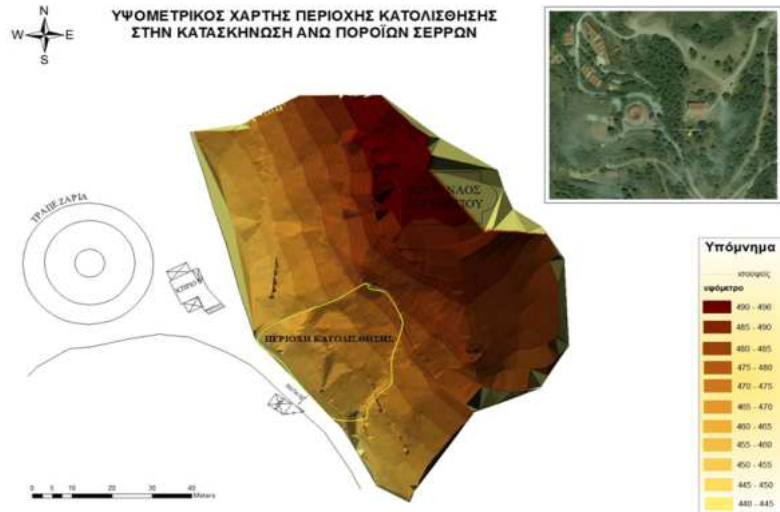 ΥΨΟΜΕΤΡΙΚΟΣ ΧΑΡΤΗΣ ΠΕΡΙΟΧΗΣ ΚΑΤΟΛΙΣΘΗΣΗΣ
ΣΤΗΝ ΚΑΤΑΣΚΗΝΩΣΗ ΑΝΩ ΠΟΡΟΪΩΝ ΣΕΡΡΩΝ
N
W E
S
ΤΡΑΠΕΖΑΡΙΑ
ΚΤΙΡΙΟ
ΝΑΟΣ
ΠΕΡΙΟΧΗ ΚΑΤΟΛΙΣΘΗΣΗΣ
Υπόμνημα
ισοϋψείς
υψόμετρο
490 - 490
485 - 490
480 - 485
475 - 480
470 - 475
465 - 470
460 - 465
455 - 460
450 - 455
445 - 450
440 - 445
0 5 10 20 30 40
Meters